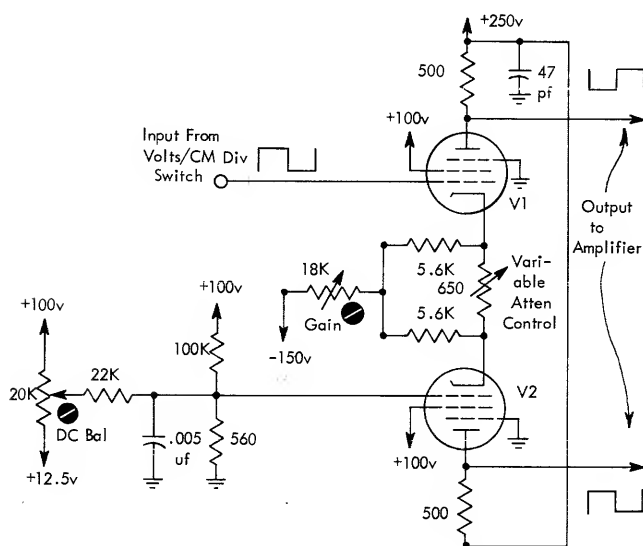 +250v
500
47
pf
+100v
Input From
Volts/CM Div
Switch
V1
Output
to
Amplifier
18K
5.6K
650
Vari-
able
Atten
Control
Gain
5.6K
-150v
+100v
+100v
100K
22K
20K
V2
DC Bal
.005
uf
560
+12.5v
+100v
500